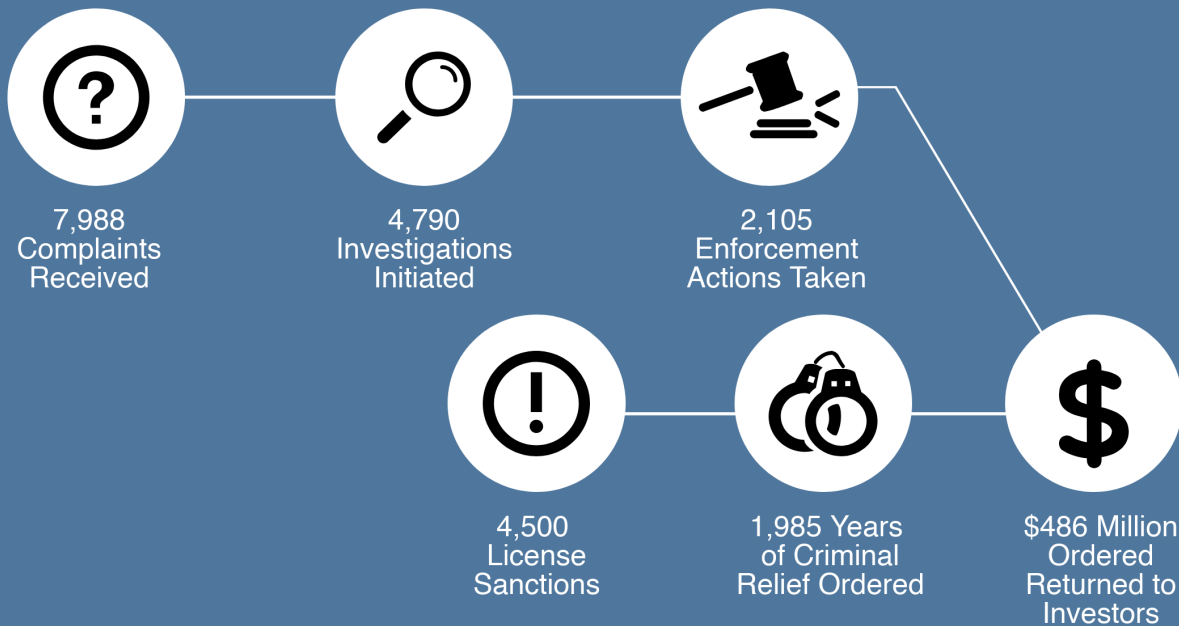 7,988
Complaints
Received
4,790
Investigations
Initiated
2,105
Enforcement
Actions Taken
4,500
License
Sanctions
1,985 Years
of Criminal
Relief Ordered
$486 Million
Ordered
Returned to
Investors